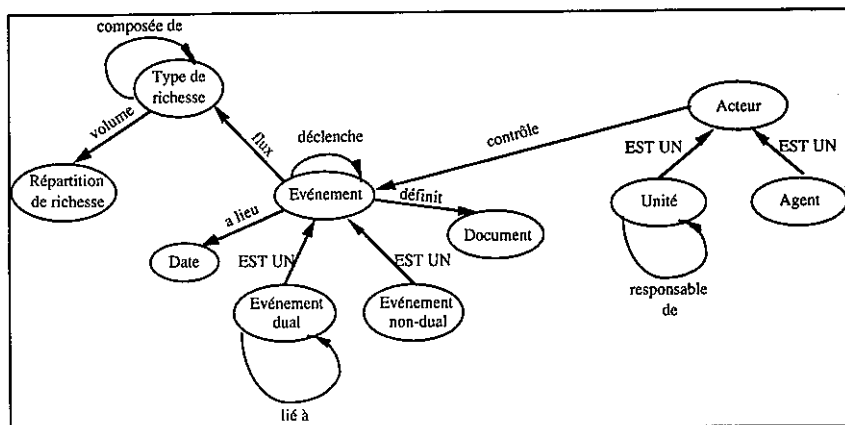 composée de
Type de
richesse
volume
flux
Répartition
de richesse
déclenche
Evénement
a lieu
définit
Date
Document
contrôle
Acteur
EST UN
EST UN
Unité
Agent
responsable
de
EST UN
EST UN
Evénement
dual
Evénement
non-dual
lié à